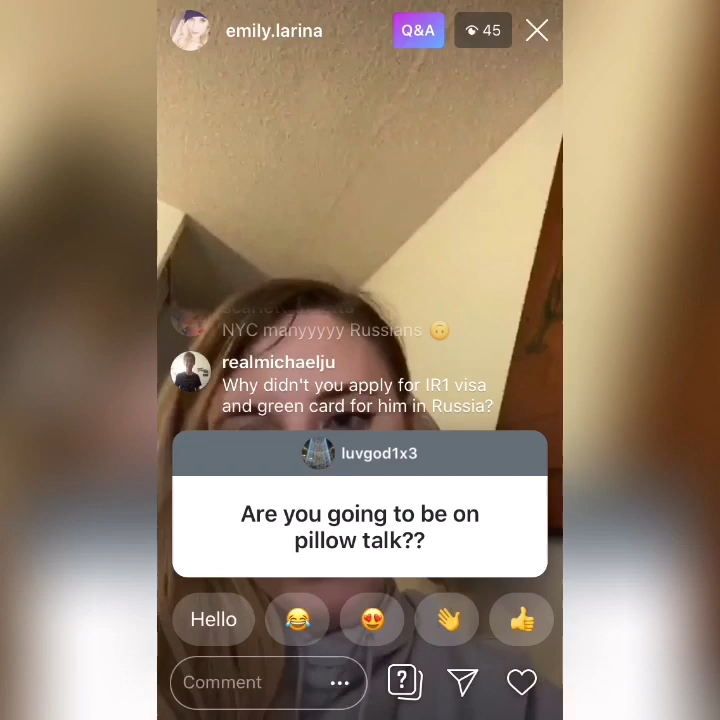 emily.larina
Q&A
45
NYC manyyyyy Russians 🙃
realmichaelju
Why didn't you apply for IR1 visa
and green card for him in Russia?
luvgod1x3
Are you going to be on
pillow talk??
Hello
Comment